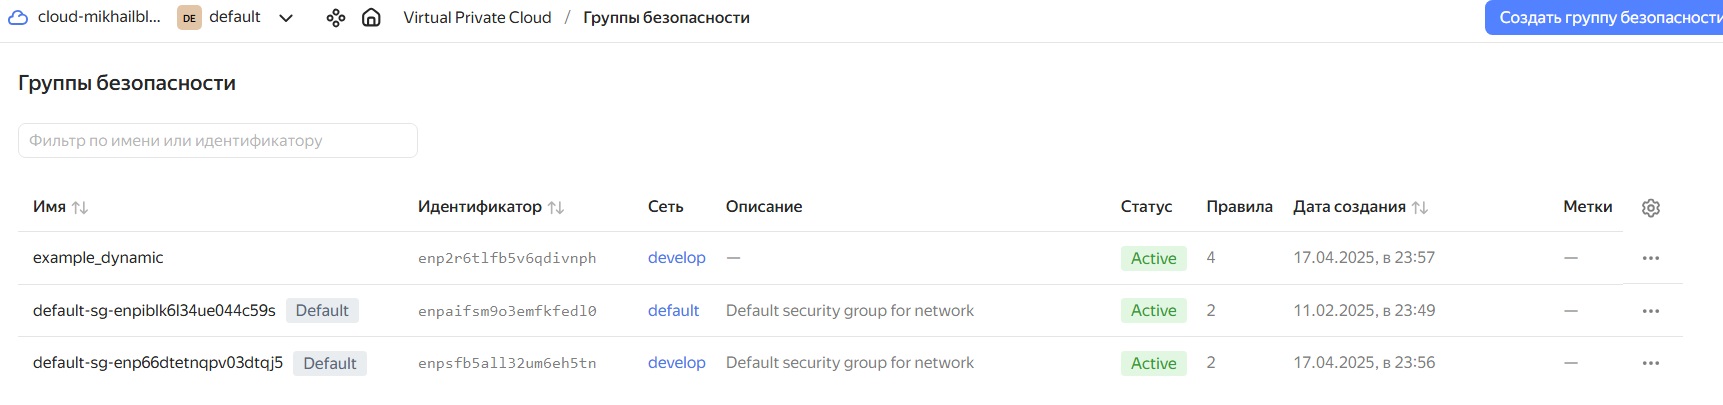 cloud-mikhailbl... DE default Virtual Private Cloud / Группы безопасности Создать группу безопасности
Группы безопасности
Фильтр по имени или идентификатору
Имя Идентификатор Сеть Описание Статус Правила Дата создания Метки
example_dynamic enp2r6tlfb5v6qdivnph develop — Active 4 17.04.2025, в 23:57 —
default-sg-enpiblk6l34ue044c59s Default enpaifsm9o3emfkfedl0 default Default security group for network Active 2 11.02.2025, в 23:49 —
default-sg-enp66dtetnqpv03dtqj5 Default enpsfb5all32um6eh5tn develop Default security group for network Active 2 17.04.2025, в 23:56 —